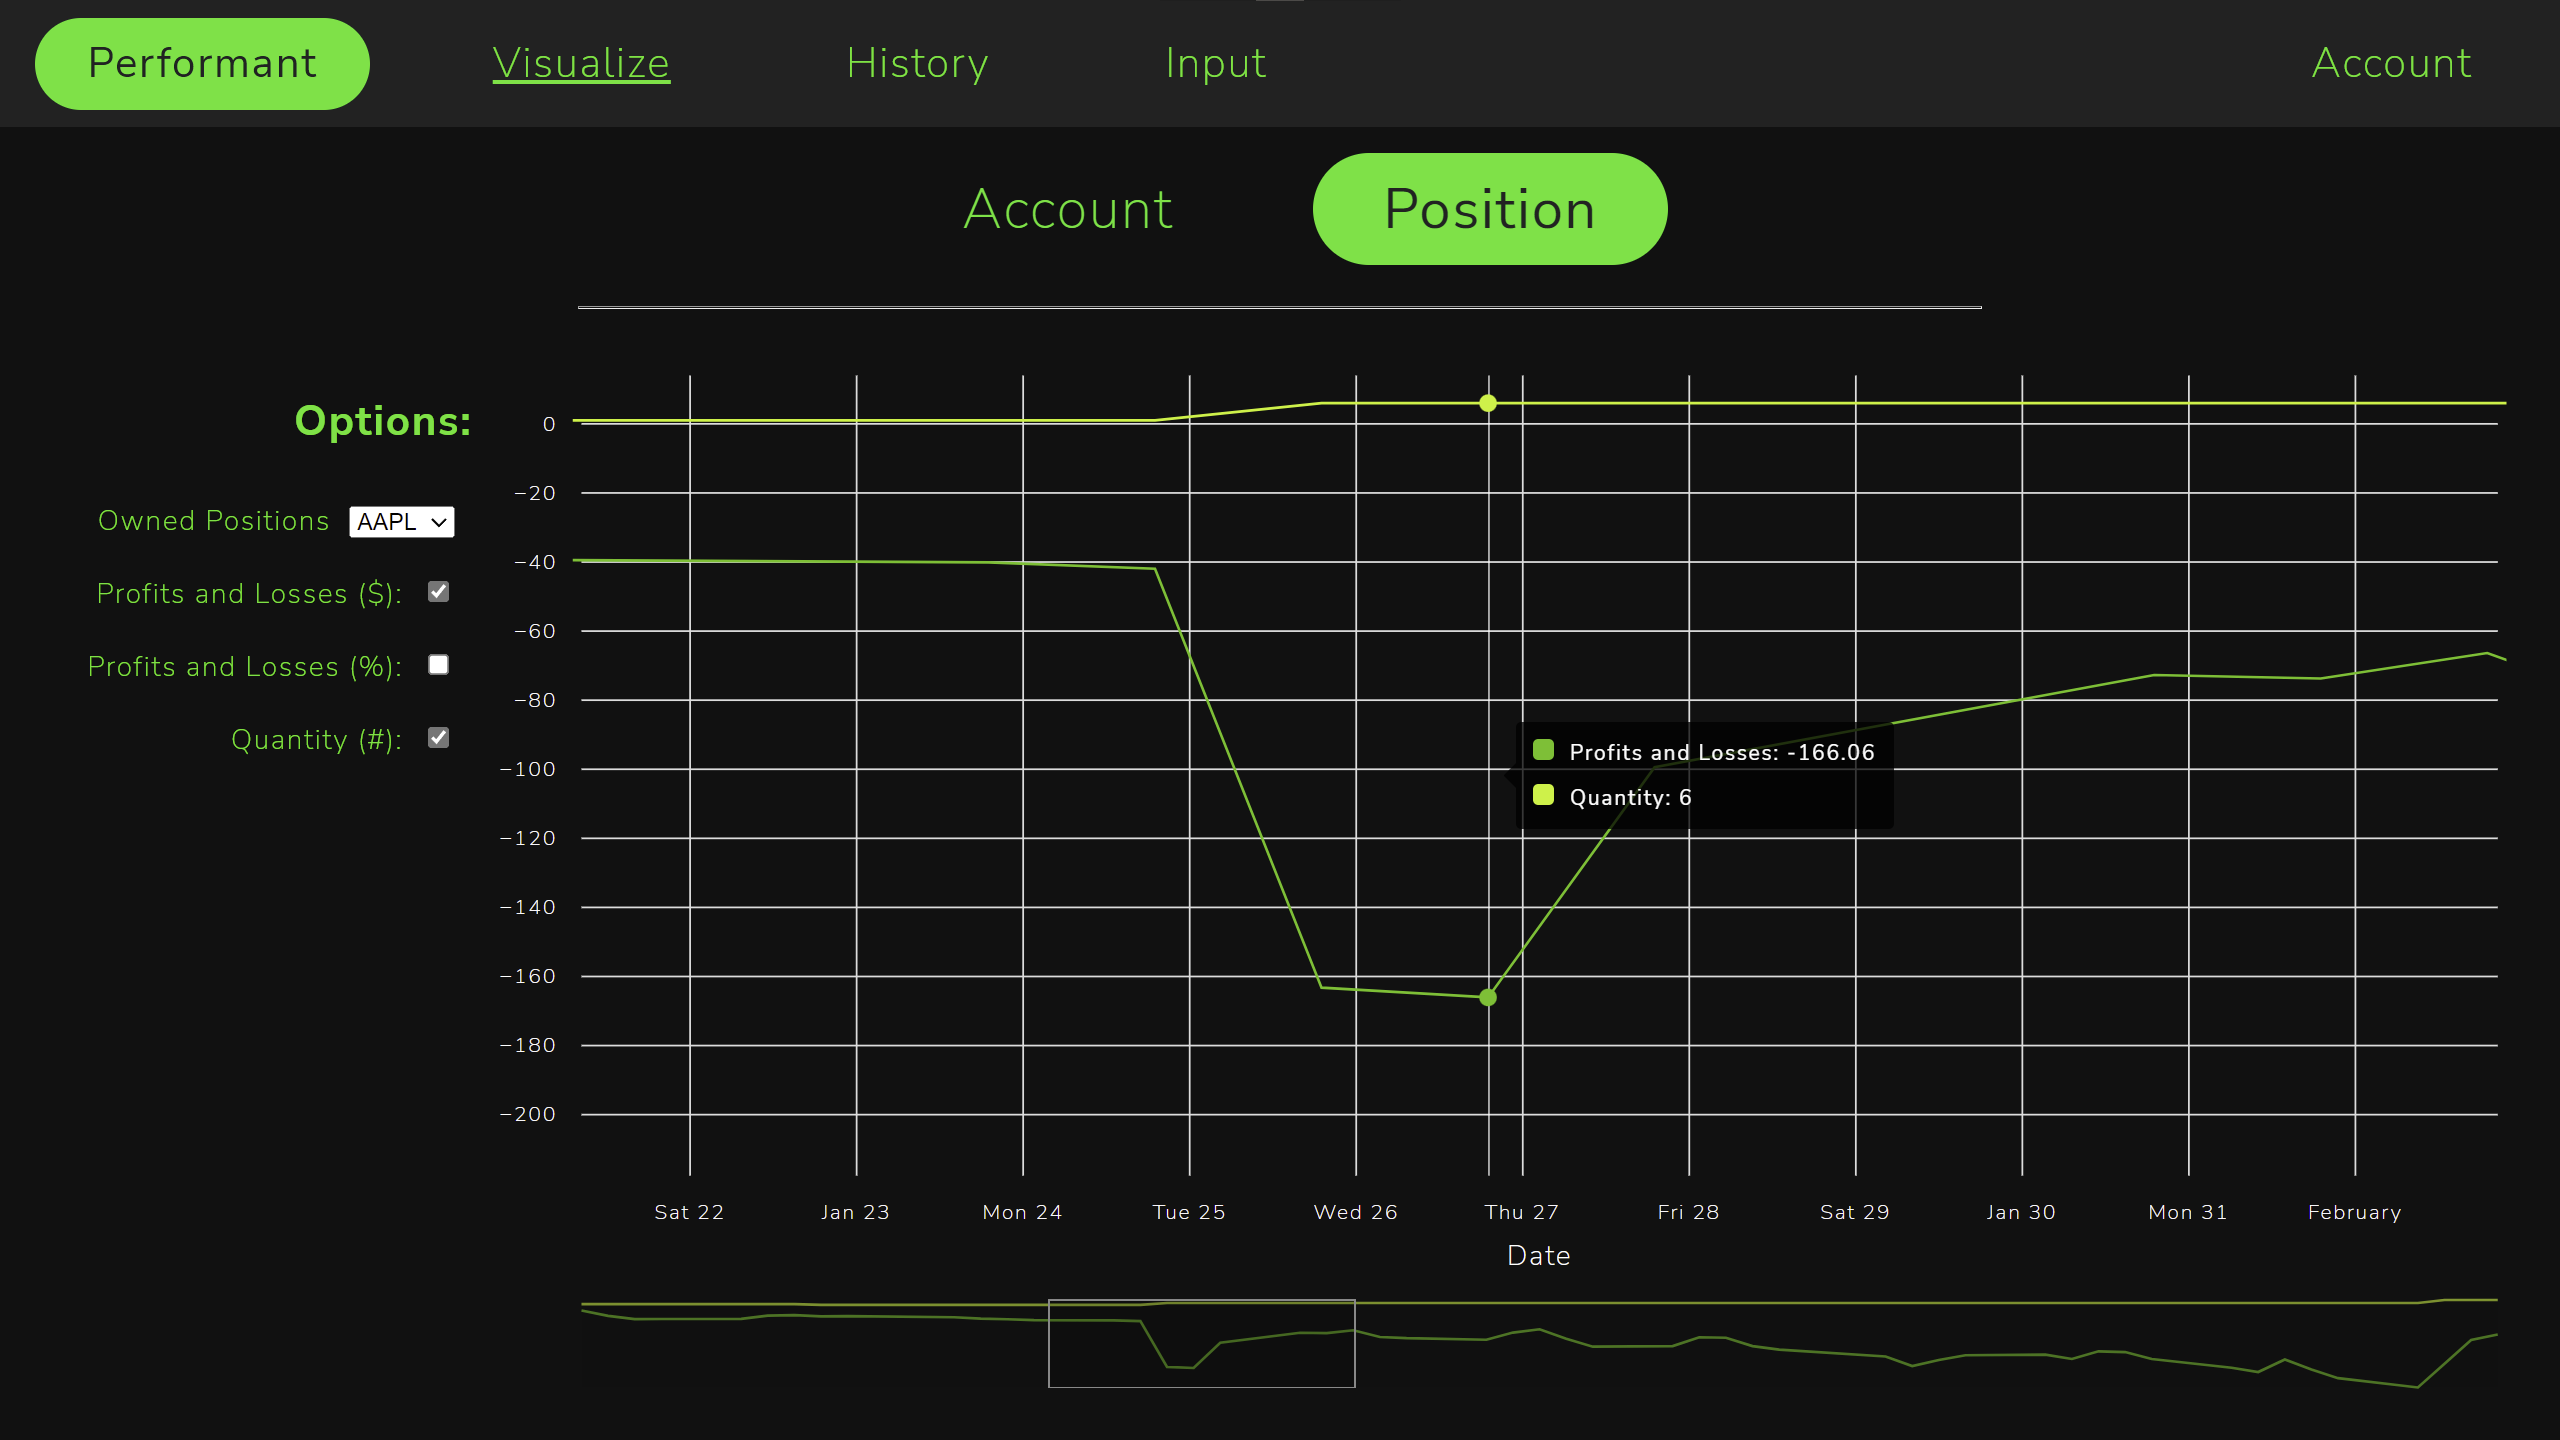 Performant Visualize History Input Account
Account Position
Options:
Owned Positions AAPL
Profits and Losses ($):
Profits and Losses (%):
Quantity (#):
0
−20
−40
−60
−80
−100
−120
−140
−160
−180
−200
Profits and Losses: -166.06
Quantity: 6
Sat 22 Jan 23 Mon 24 Tue 25 Wed 26 Thu 27 Fri 28 Sat 29 Jan 30 Mon 31 February
Date